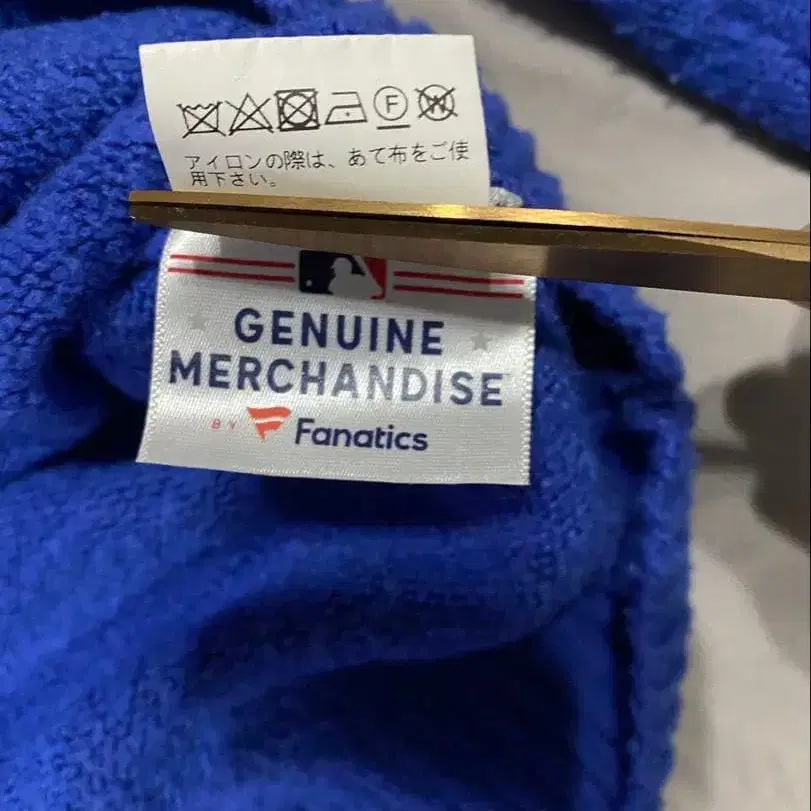 F W
アイロンの際は、あて布をご使
用下さい。
GENUINE
MERCHANDISE
BY Fanatics